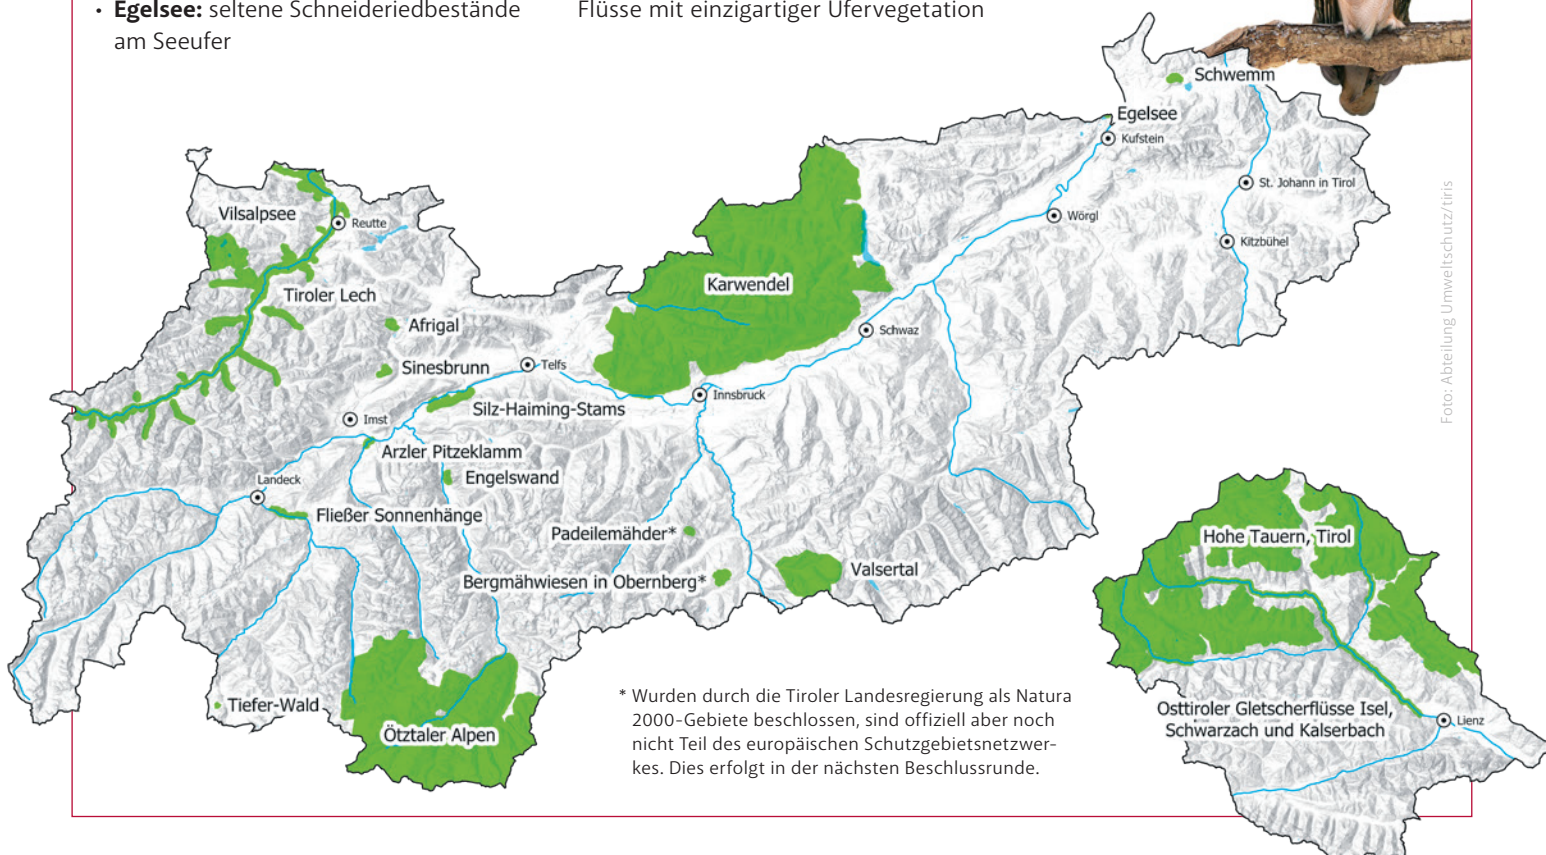 • Egelsee: seltene Schneideriedbestände
am Seeufer
Flüsse mit einzigartiger Ufervegetation
Schwemm
Egelsee
Kufstein
St. Johann in Tirol
Vilsalpsee
Reutte
Wörgl
Kitzbühel
Karwendel
Tiroler Lech
Afrigal
Schwaz
Sinesbrunn
Telfs
Innsbruck
Silz-Haiming-Stams
Imst
Arzler Pitzeklamm
Engelswand
Landeck
Fließer Sonnenhänge
Padeilemähder*
Hohe Tauern, Tirol
Valsertal
Bergmähwiesen in Obernberg*
Tiefer-Wald
Ötztaler Alpen
Osttiroler Gletscherflüsse Isel,
Schwarzach und Kalserbach
Lienz
* Wurden durch die Tiroler Landesregierung als Natura
2000-Gebiete beschlossen, sind offiziell aber noch
nicht Teil des europäischen Schutzgebietsnetzwer-
kes. Dies erfolgt in der nächsten Beschlussrunde.
Foto: Abteilung Umweltschutz/tiris